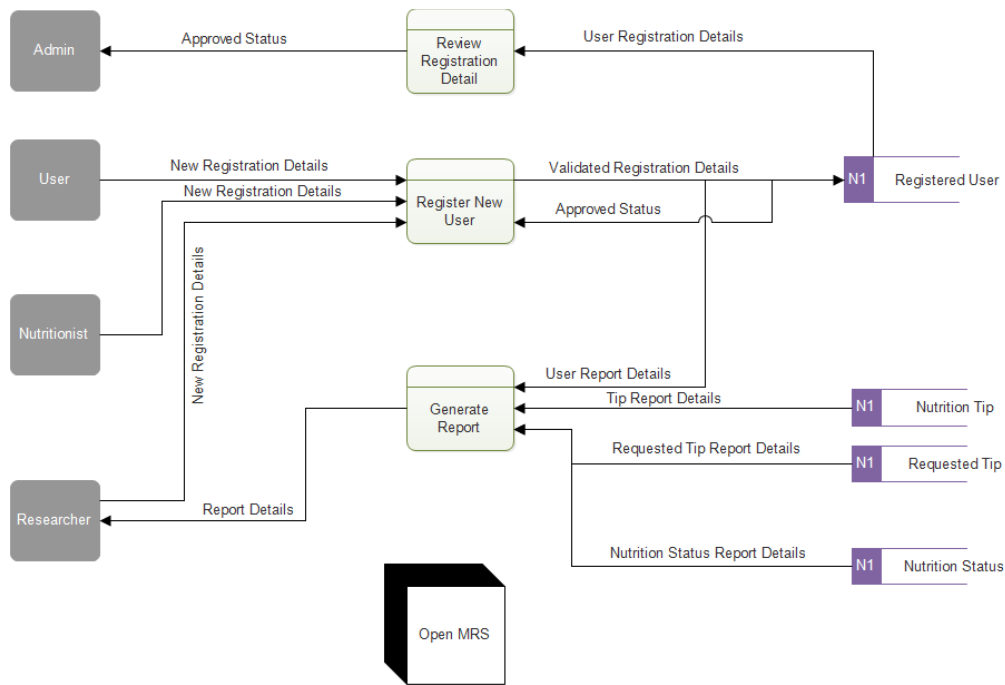 Admin
Approved Status
Review
Registration
Detail
User Registration Details
User
New Registration Details
New Registration Details
Register New
User
Validated Registration Details
Approved Status
N1
Registered User
Nutritionist
New Registration Details
User Report Details
Tip Report Details
Generate
Report
N1
Nutrition Tip
Requested Tip Report Details
N1
Requested Tip
Researcher
Report Details
Nutrition Status Report Details
N1
Nutrition Status
Open MRS